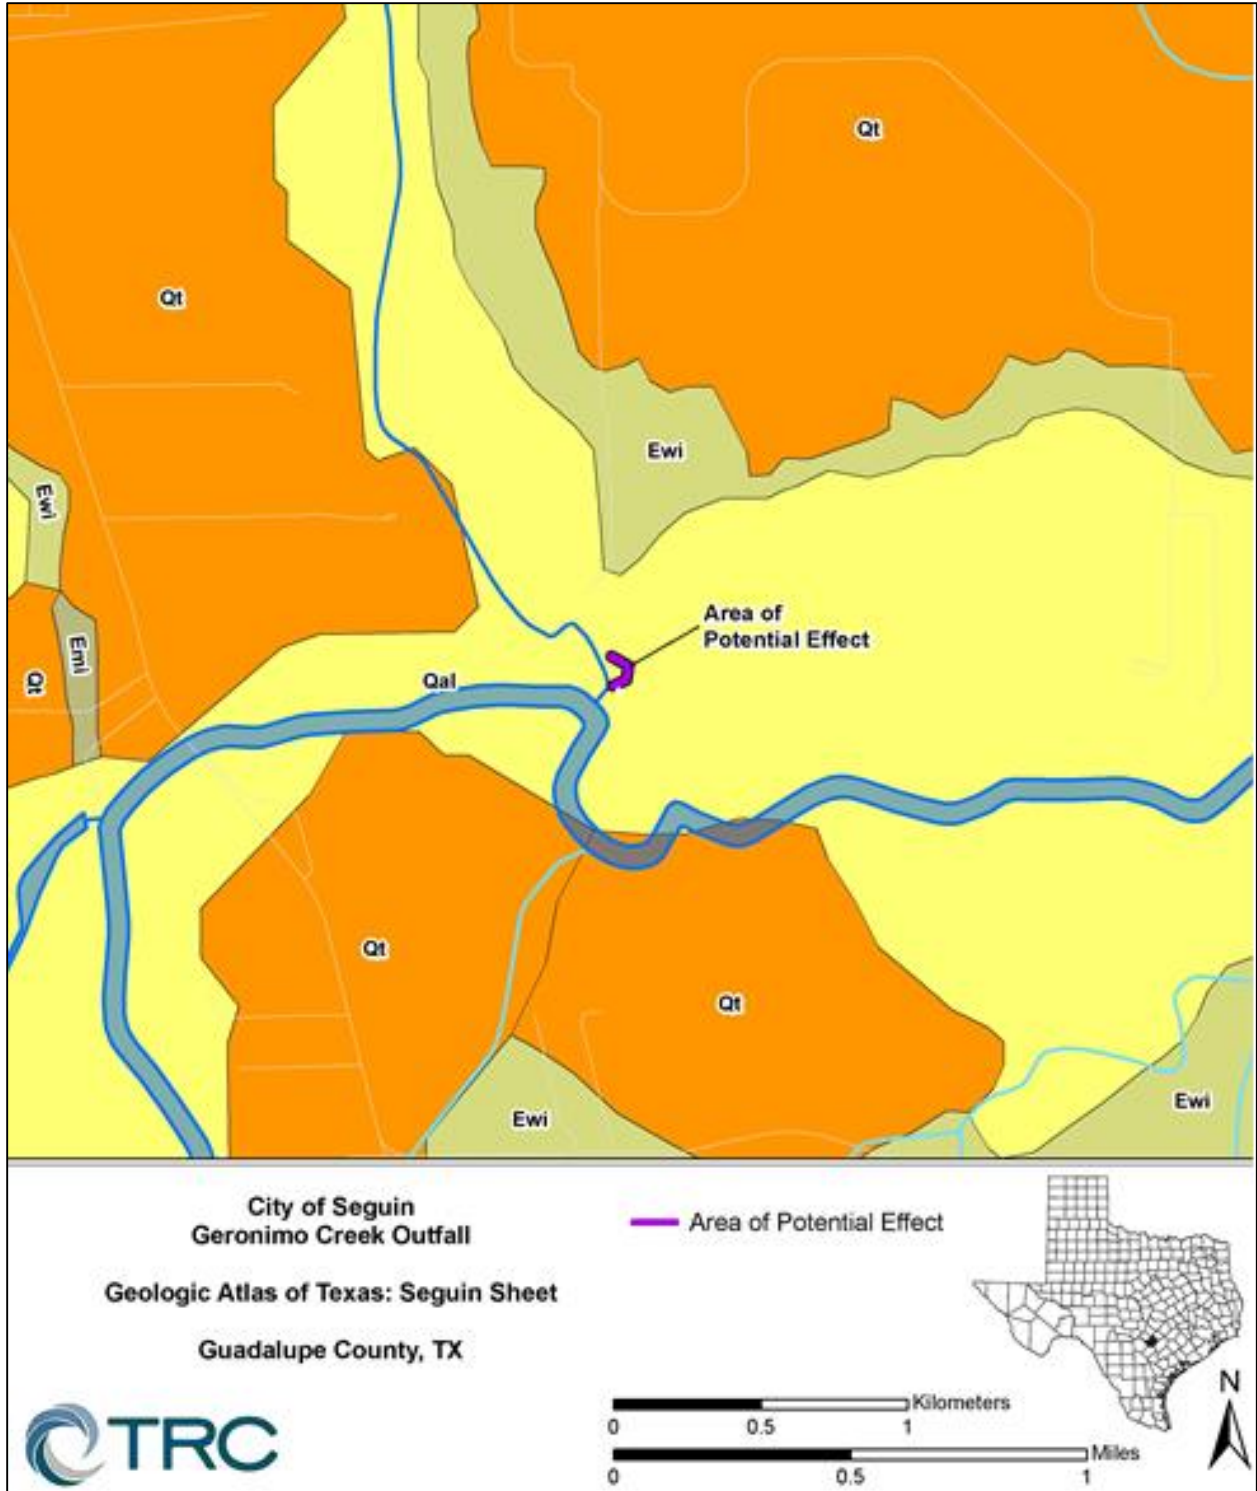 Qt
Qt
Ewi
Ewi
Area of
Potential Effect
Eml
Qt
Qal
Qt
Qt
Ewi
Ewi
City of Seguin
Geronimo Creek Outfall
Geologic Atlas of Texas: Seguin Sheet
Guadalupe County, TX
TRC
Area of Potential Effect
N
Kilometers
0 0.5 1
Miles
0 0.5 1